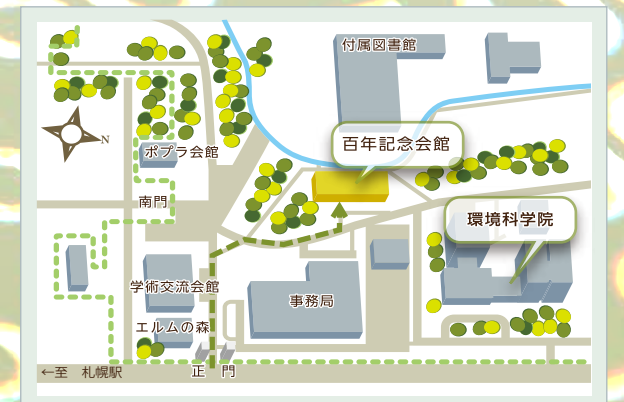 付属図書館
百年記念会館
N
ポプラ会館
南門
環境科学院
学術交流会館
事務局
エルムの森
正 門
←至 札幌駅